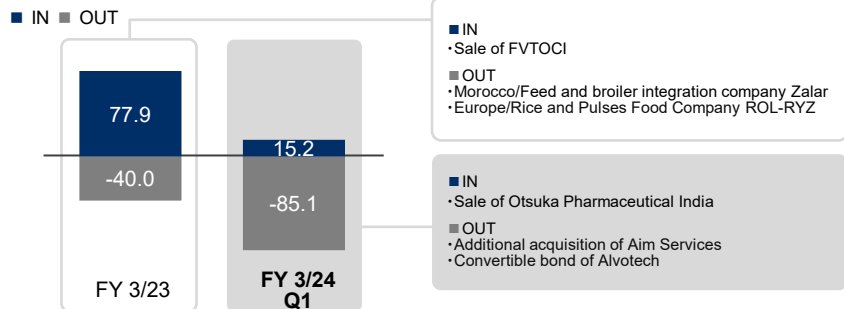 ■ IN ■ OUT
77.9
-40.0
FY 3/23
15.2
-85.1
FY 3/24
Q1
■IN
・Sale of FVTOCI
■OUT
・Morocco/Feed and broiler integration company Zalar
・Europe/Rice and Pulses Food Company ROL-RYZ
■IN
・Sale of Otsuka Pharmaceutical India
■OUT
・Additional acquisition of Aim Services
・Convertible bond of Alvotech